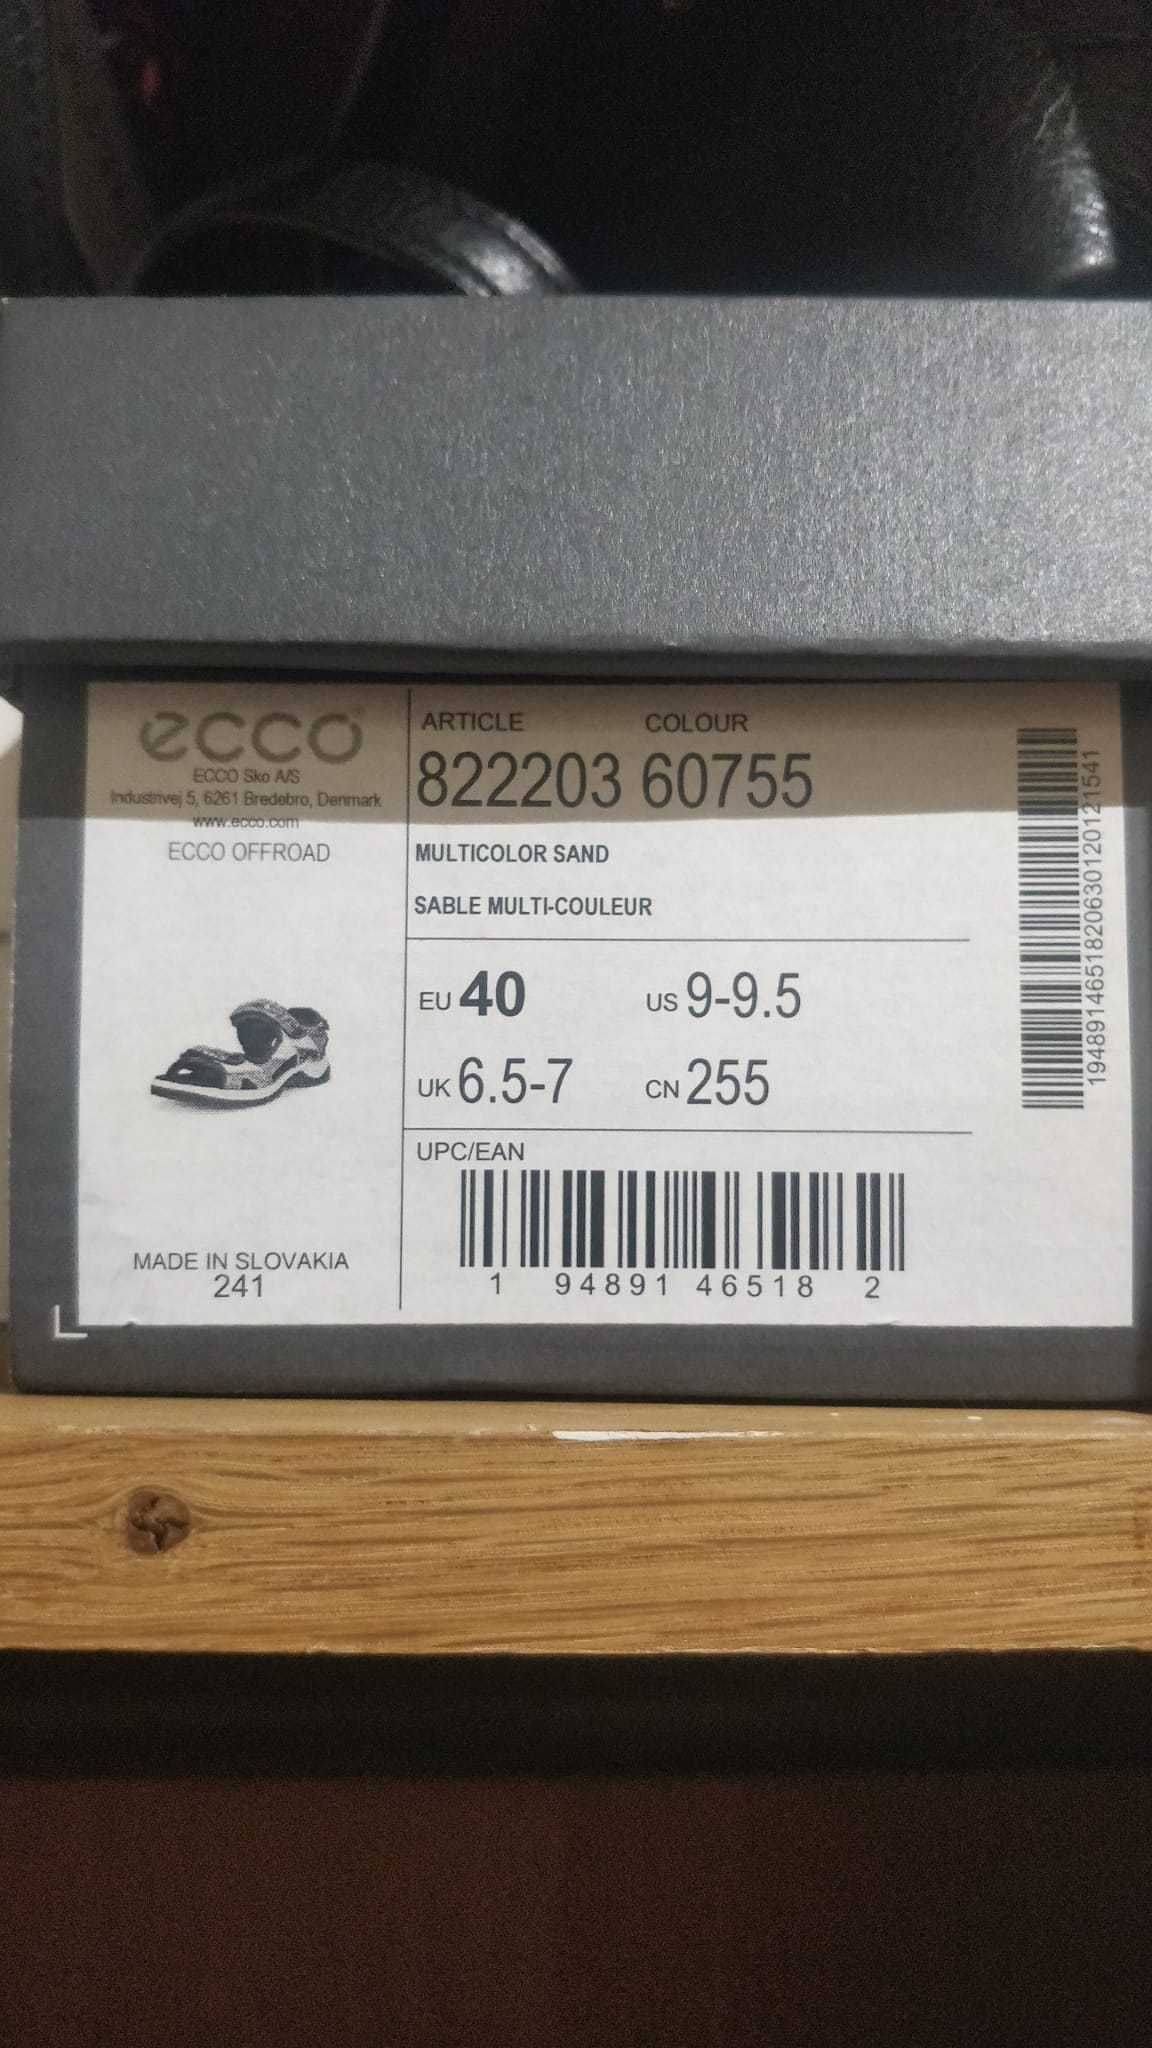 ecco
ECCO Sko A/S
Industrivej 5, 6261 Bredebro, Denmark
www.ecco.com
ECCO OFFROAD
MADE IN SLOVAKIA
241
ARTICLE COLOUR
822203 60755
MULTICOLOR SAND
SABLE MULTI-COULEUR
EU 40 US 9-9.5
UK 6.5-7 CN 255
UPC/EAN
1 94891 46518 2
1948914651820630120121541